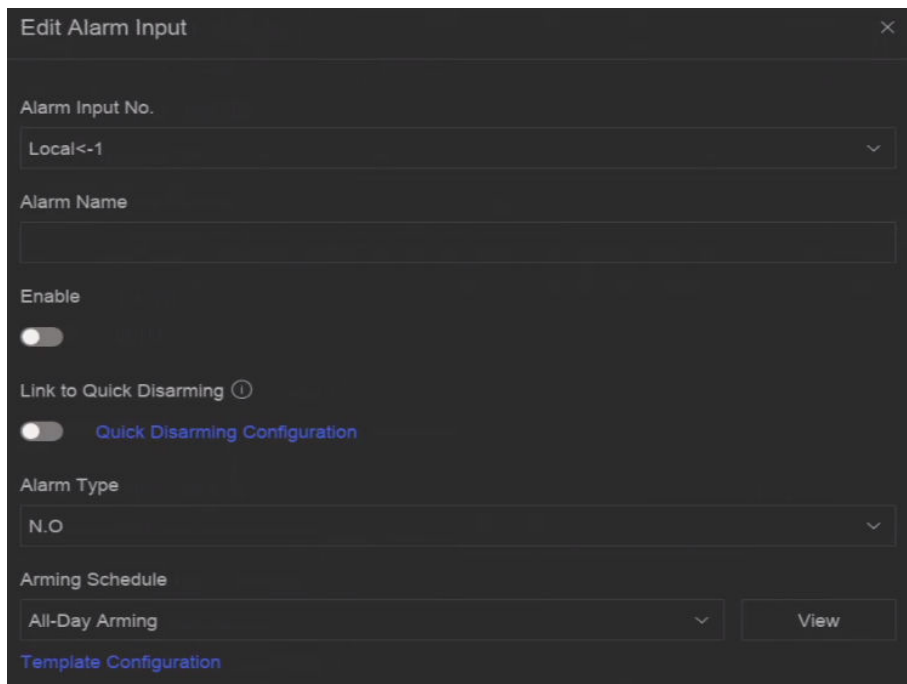 Edit Alarm Input
Alarm Input No.
Local<-1
Alarm Name
Enable
Link to Quick Disarming
Quick Disarming Configuration
Alarm Type
N.O
Arming Schedule
All-Day Arming
View
Template Configuration